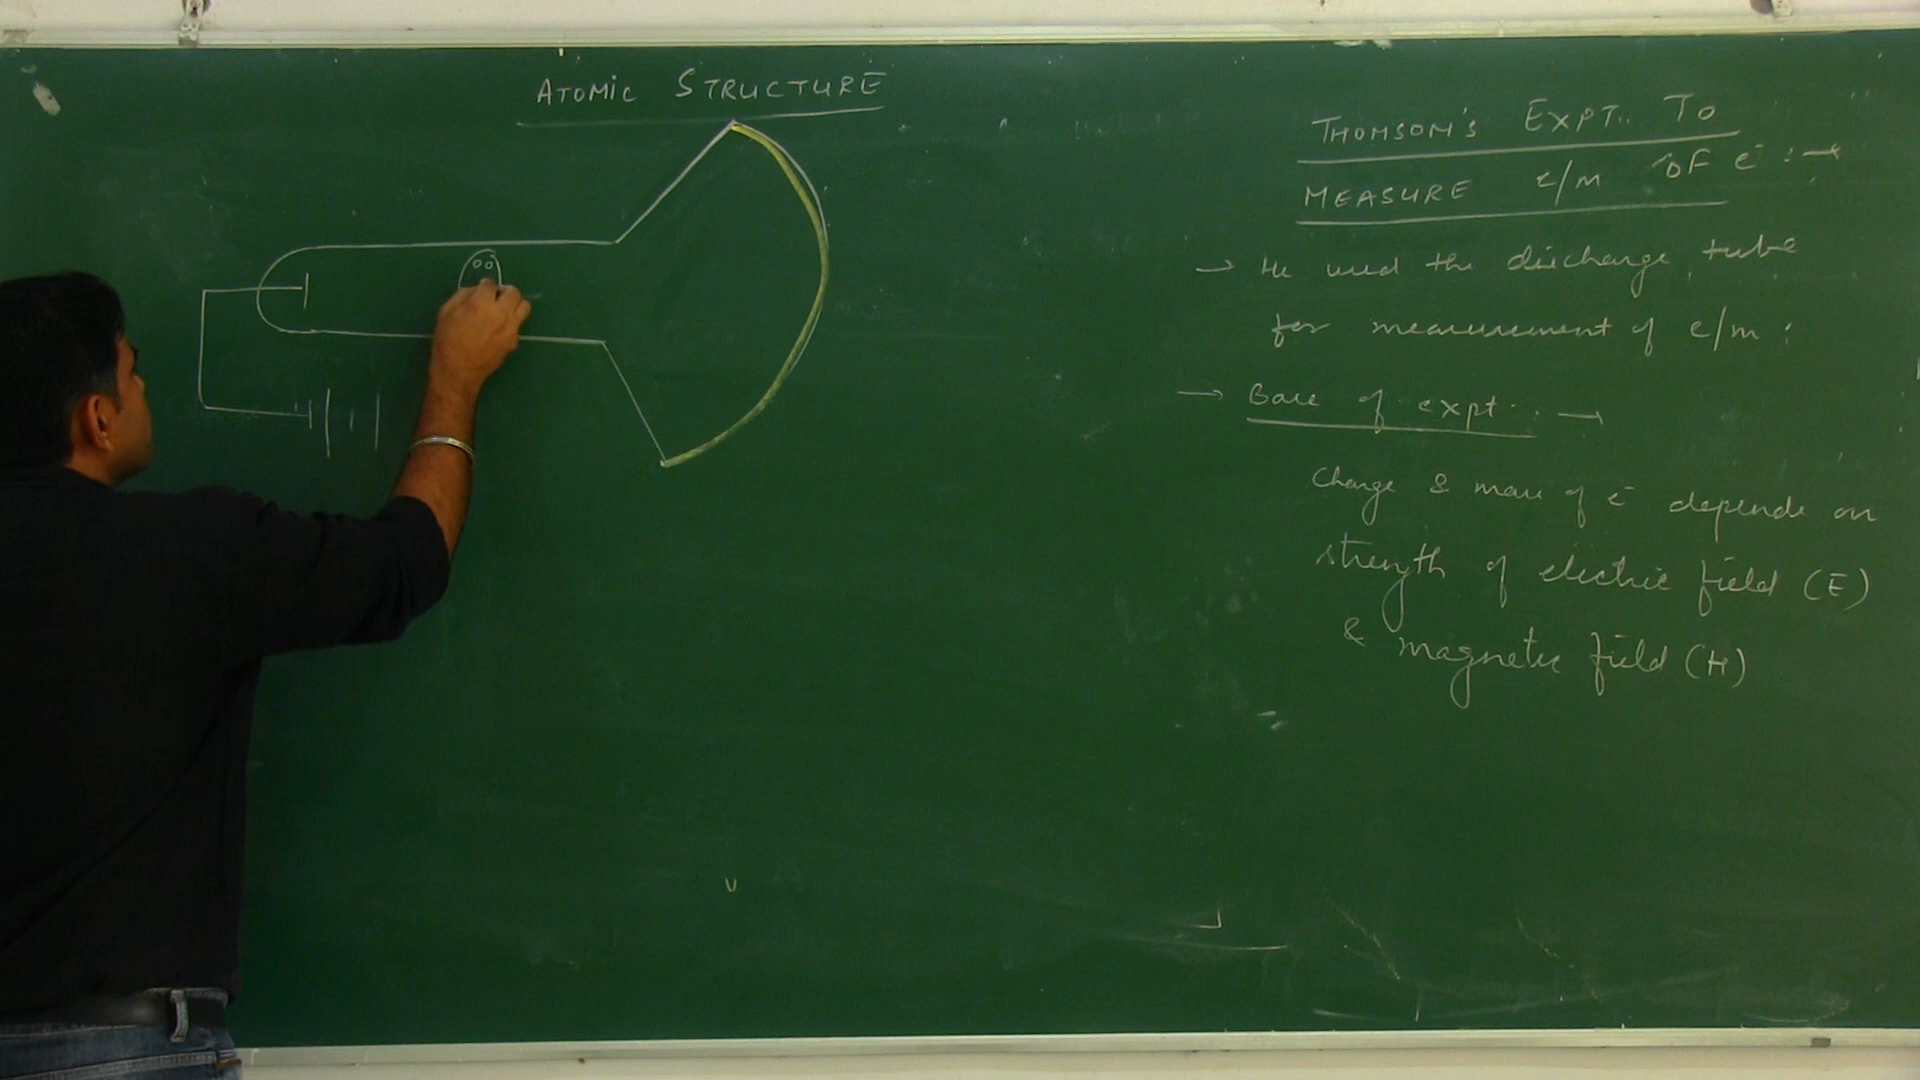 ATOMIC STRUCTURE
THOMSON'S EXPT. TO
MEASURE e/m OF e⁻ :→
→ He used the discharge tube
for measurement of e/m :
→ Base of expt. →
Charge & mass of e⁻ depends on
strength of electric field (E)
& magnetic field (H)